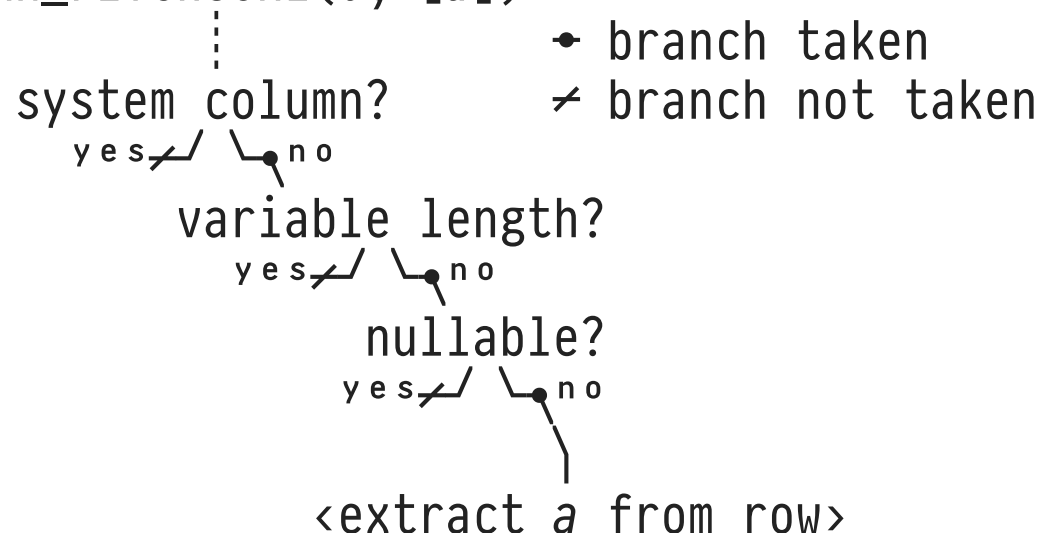 branch taken
system column?
branch not taken
yes no
variable length?
yes no
nullable?
yes no
<extract a from row>